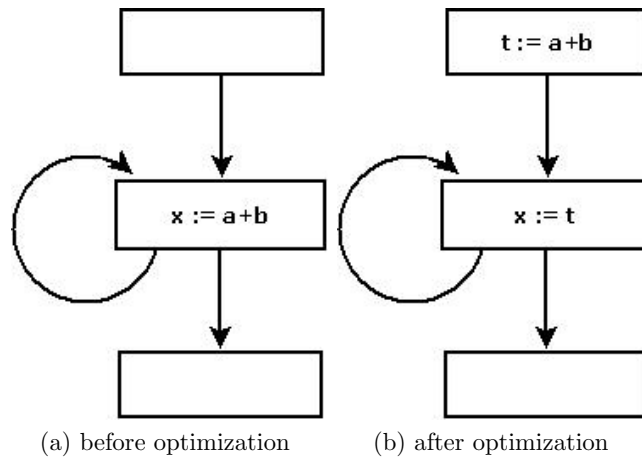 t := a+b
x := a+b
x := t
(a) before optimization
(b) after optimization